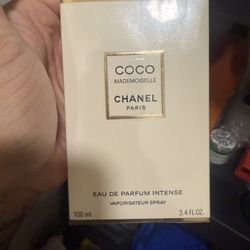 COCO
MADEMOISELLE
CHANEL
PARIS
EAU DE PARFUM INTENSE
VAPORISATEUR SPRAY
100 ml 3.4 FL.OZ.